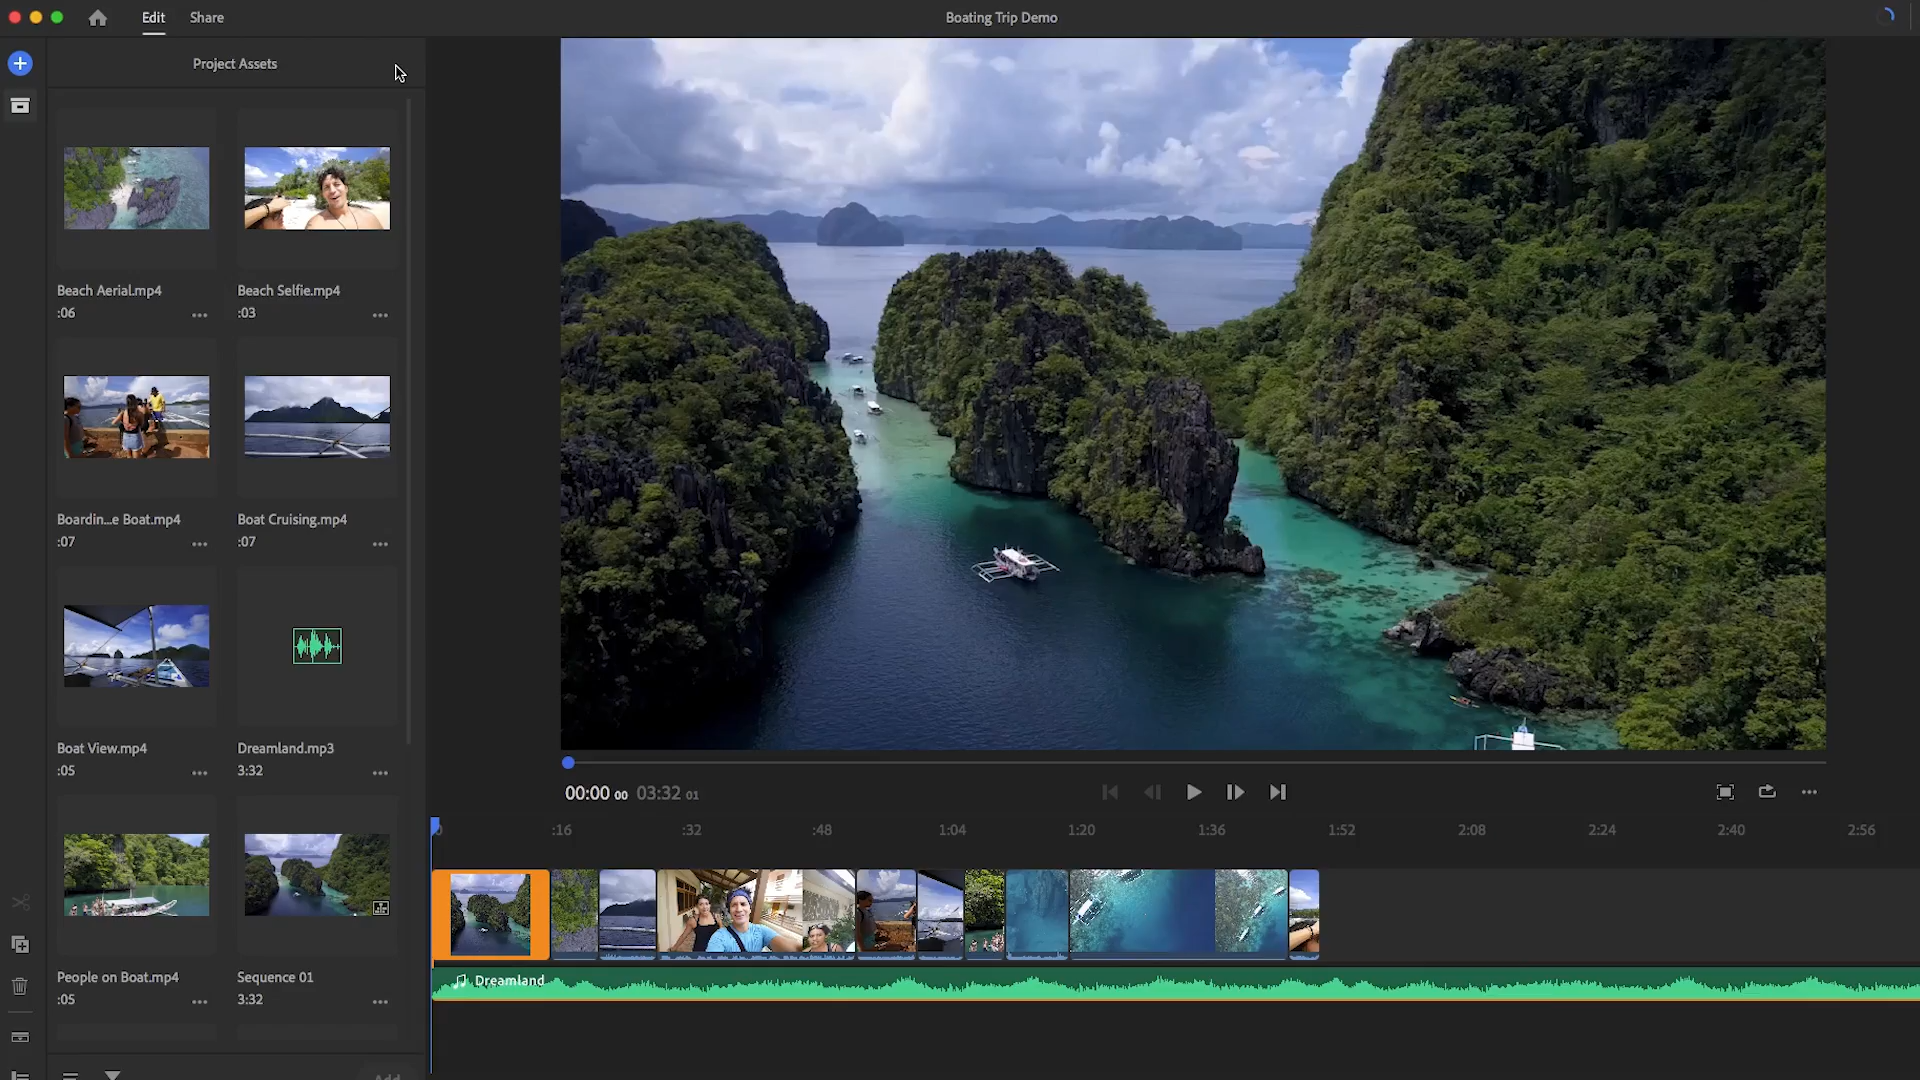 Edit
Share
Boating Trip Demo
Project Assets
Beach Aerial.mp4
:06
Beach Selfie.mp4
:03
Boardin...e Boat.mp4
:07
Boat Cruising.mp4
:07
Boat View.mp4
:05
Dreamland.mp3
3:32
People on Boat.mp4
:05
Sequence 01
3:32
Add
00:00 00 03:32 01
0 :16 :32 :48 1:04 1:20 1:36 1:52 2:08 2:24 2:40 2:56
Dreamland